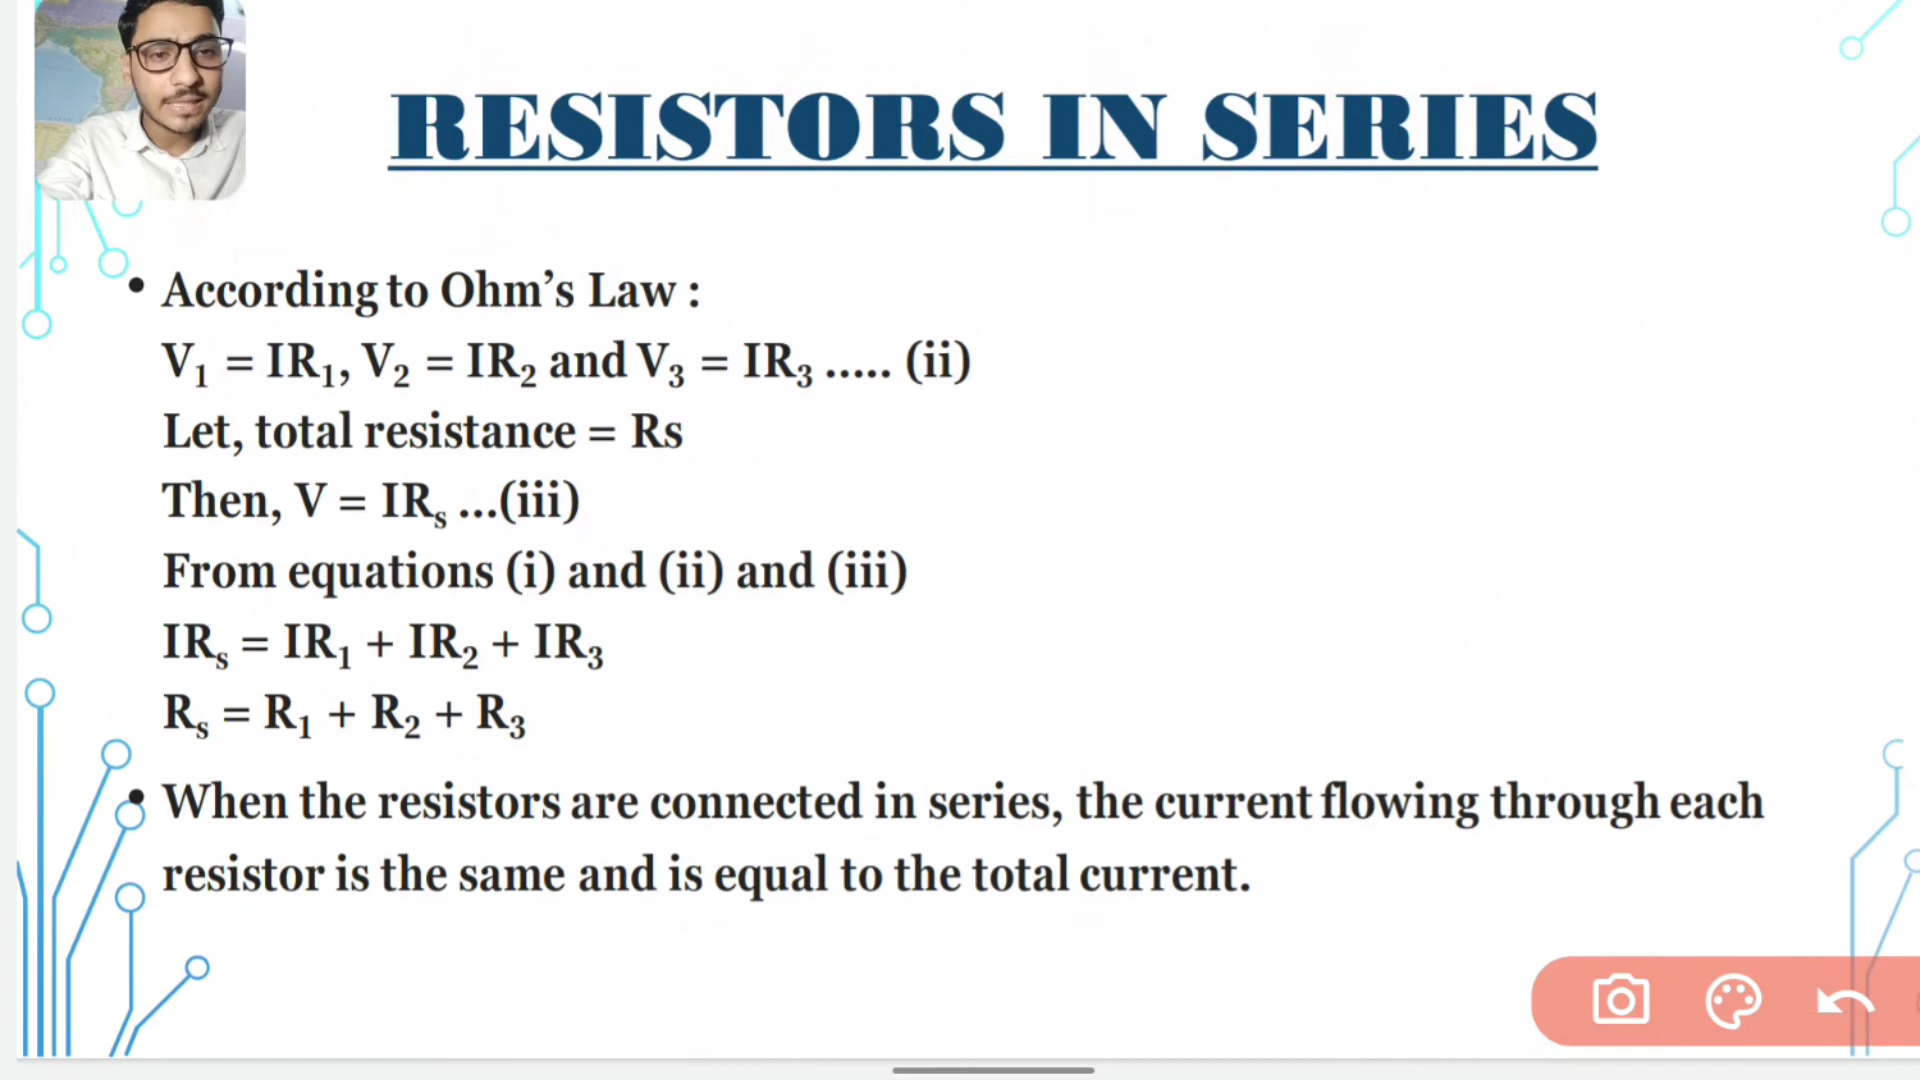 RESISTORS IN SERIES
• According to Ohm’s Law :
V₁ = IR₁, V₂ = IR₂ and V₃ = IR₃ ..... (ii)
Let, total resistance = Rs
Then, V = IRₛ ...(iii)
From equations (i) and (ii) and (iii)
IRₛ = IR₁ + IR₂ + IR₃
Rₛ = R₁ + R₂ + R₃
• When the resistors are connected in series, the current flowing through each
resistor is the same and is equal to the total current.